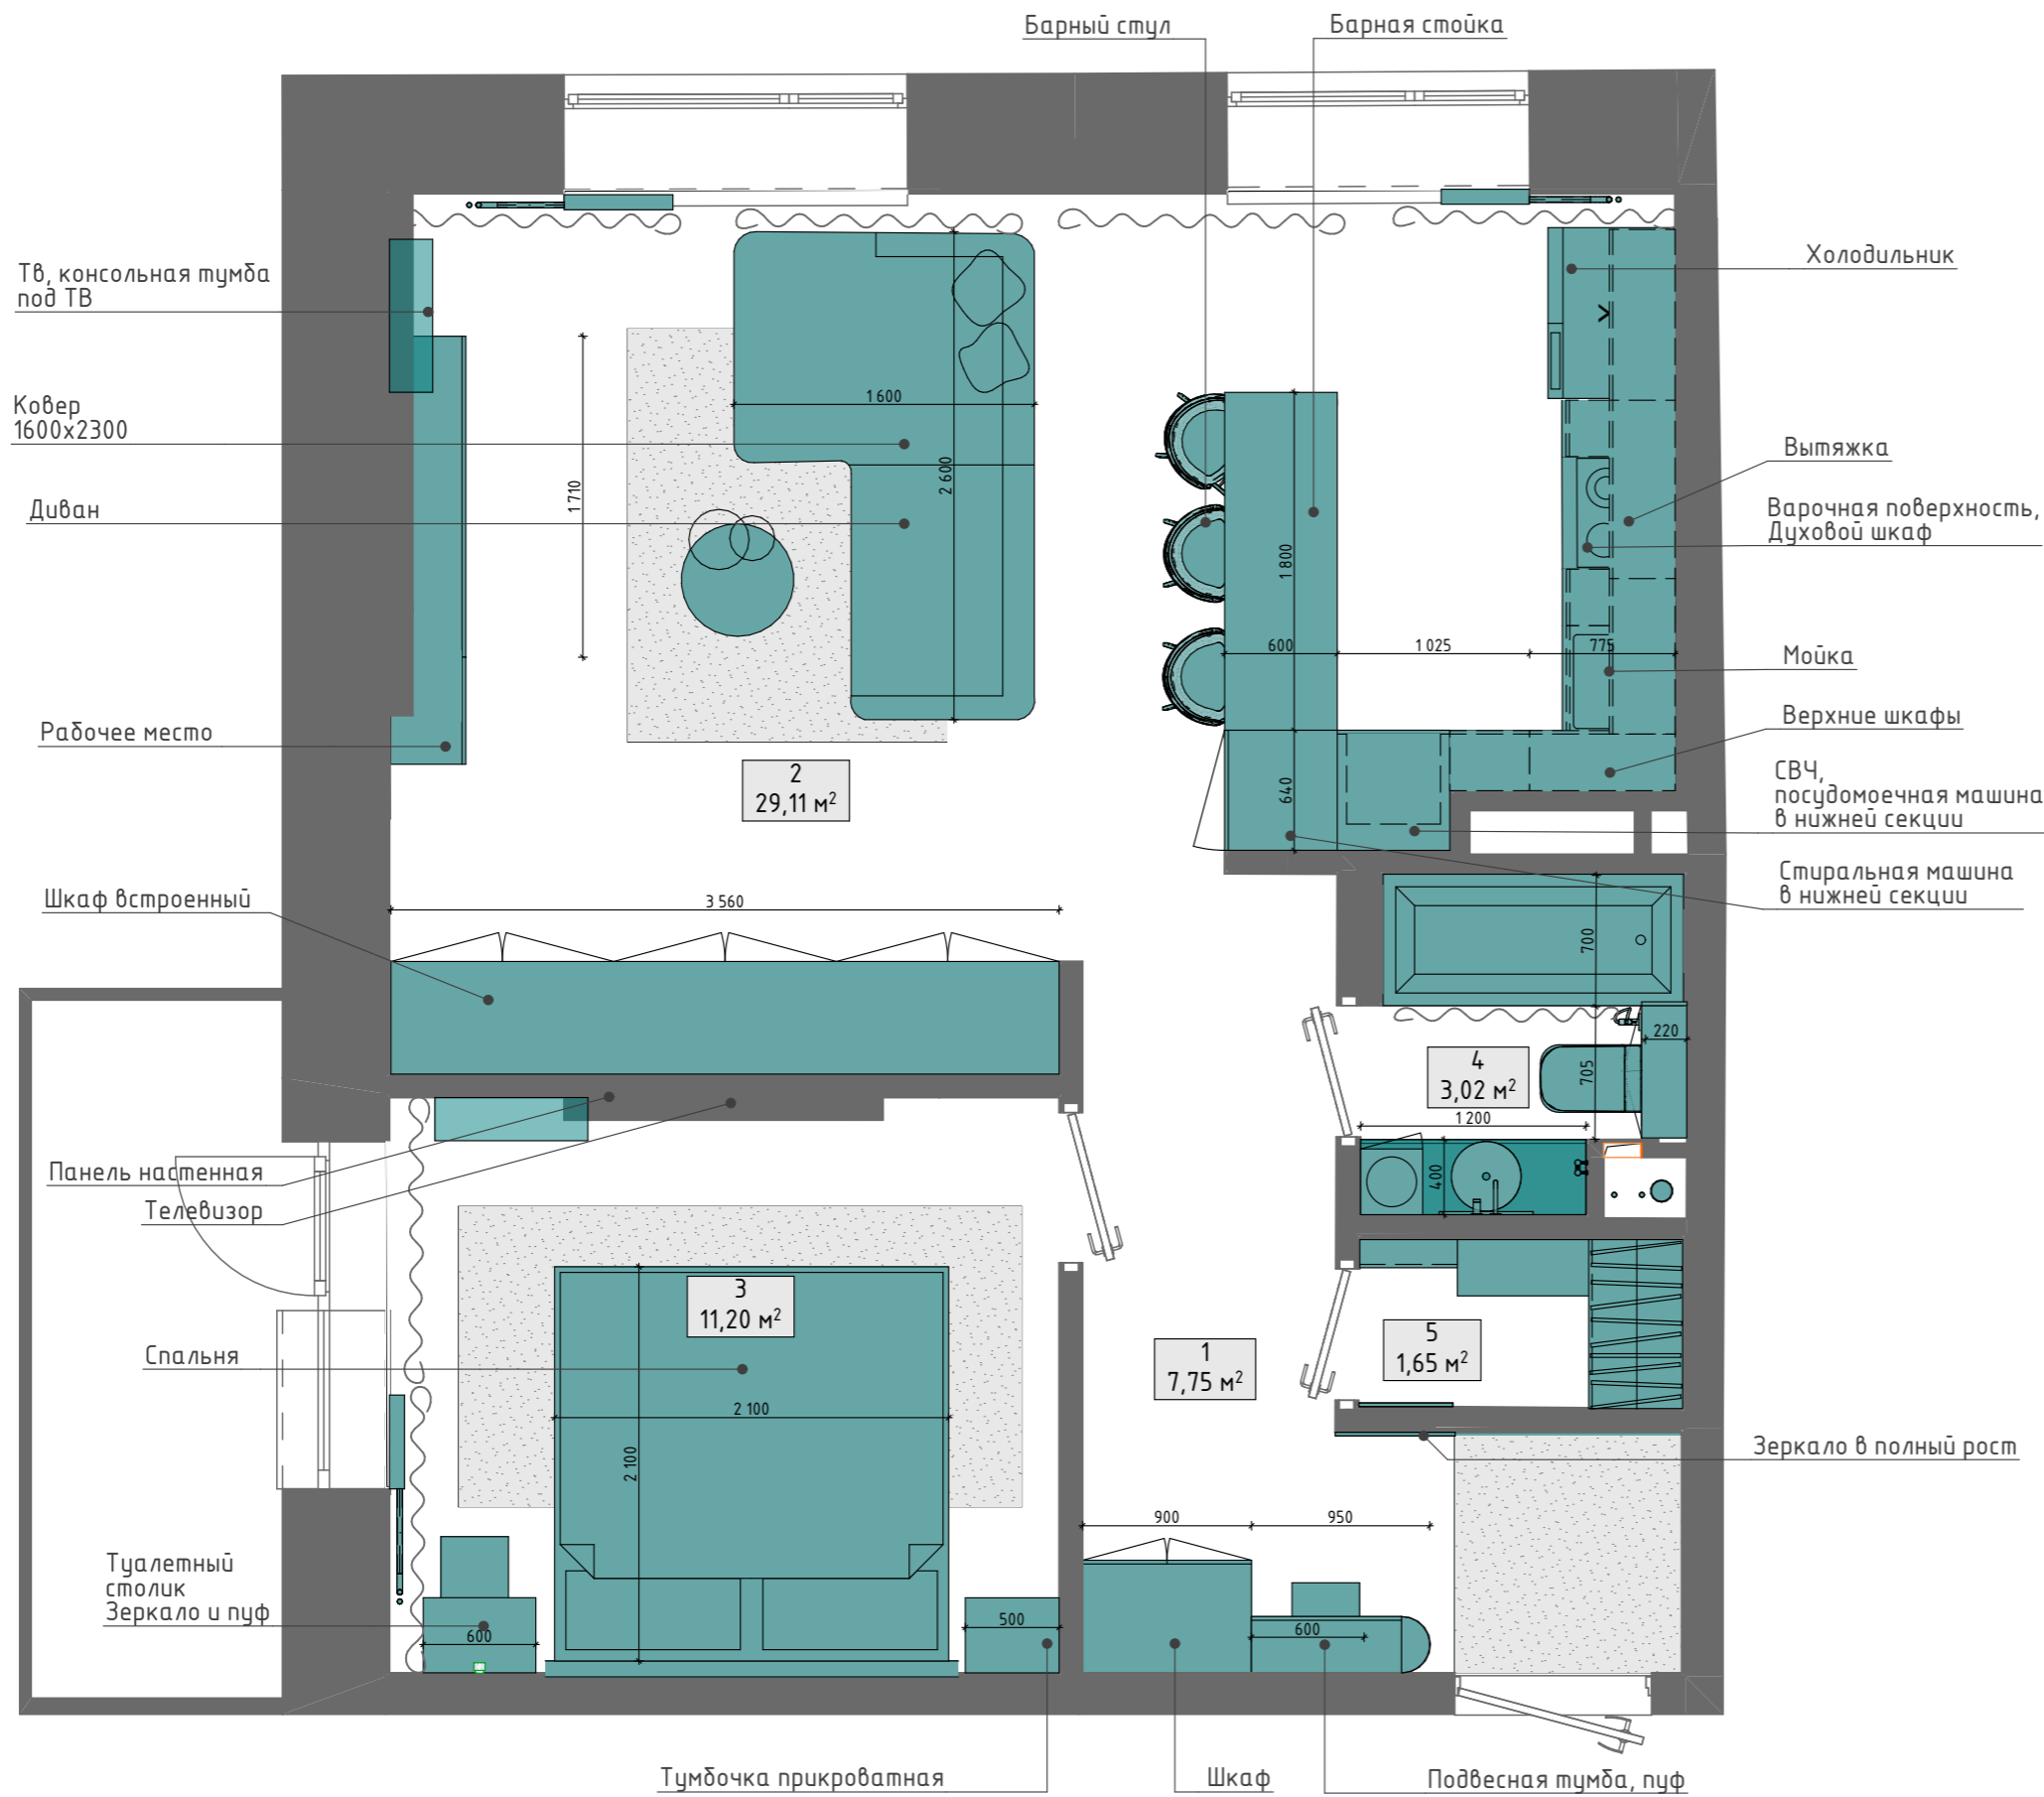 Барный стул
Барная стойка
Тв, консольная тумба
под ТВ
Холодильник
Ковер
1600х2300
1 600
Вытяжка
1 710
2 600
Диван
Варочная поверхность,
Духовой шкаф
1 800
600
1 025
775
Мойка
Рабочее место
Верхние шкафы
2
29,11 м²
640
СВЧ,
посудомоечная машина
в нижней секции
Шкаф встроенный
3 560
Стиральная машина
в нижней секции
700
220
4
3,02 м²
705
1 200
400
Панель настенная
Телевизор
3
11,20 м²
Спальня
2 100
2 100
1
7,75 м²
5
1,65 м²
Зеркало в полный рост
900
950
Туалетный
столик
Зеркало и пуф
600
500
600
Тумбочка прикроватная
Шкаф
Подвесная тумба, пуф